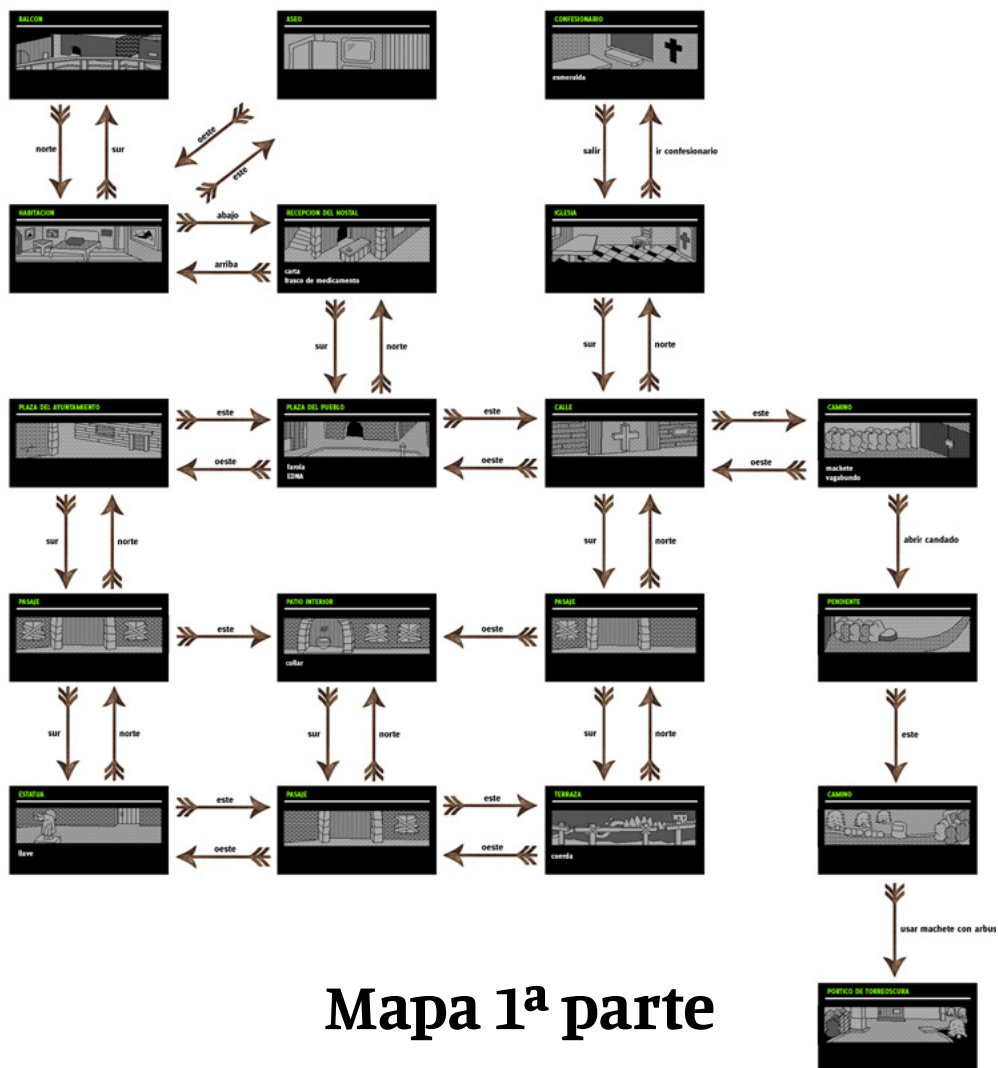 BALCON
ASEO
CONFESIONARIO
esmeralda
norte
sur
oeste
este
salir
ir confesionario
HABITACION
abajo
arriba
RECEPCION DEL HOSTAL
carta
frasco de medicamento
IGLESIA
sur
norte
sur
norte
PLAZA DEL AYUNTAMIENTO
este
oeste
PLAZA DEL PUEBLO
farola
EDNA
este
oeste
CALLE
este
oeste
CAMINO
machete
vagabundo
sur
norte
sur
norte
abrir candado
PASAJE
este
PATIO INTERIOR
collar
oeste
PASAJE
PENDIENTE
sur
norte
sur
norte
sur
norte
este
ESTATUA
llave
este
oeste
PASAJE
este
oeste
TERRAZA
cuerda
CAMINO
usar machete con arbus
PORTICO DE TORREOSCURA
Mapa 1ª parte